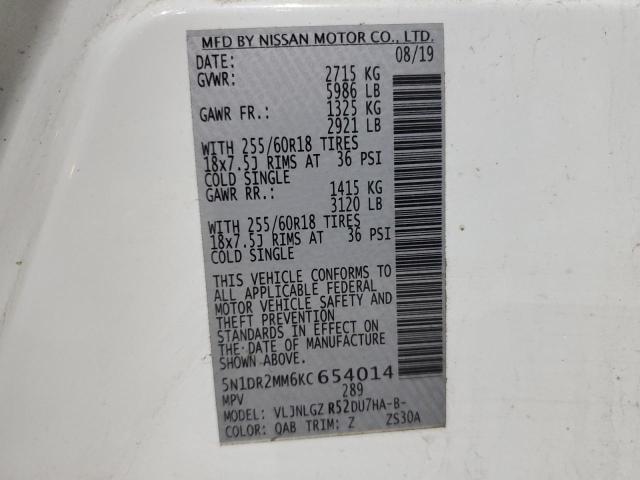 MFD BY NISSAN MOTOR CO., LTD.
DATE: 08/19
GVWR: 2715 KG
5986 LB
GAWR FR.: 1325 KG
2921 LB
WITH 255/60R18 TIRES
18x7.5J RIMS AT 36 PSI
COLD SINGLE
GAWR RR.: 1415 KG
3120 LB
WITH 255/60R18 TIRES
18x7.5J RIMS AT 36 PSI
COLD SINGLE
THIS VEHICLE CONFORMS TO
ALL APPLICABLE FEDERAL
MOTOR VEHICLE SAFETY AND
THEFT PREVENTION
STANDARDS IN EFFECT ON
THE DATE OF MANUFACTURE
SHOWN ABOVE.
5N1DR2MM6KC654014
MPV 289
MODEL: VLJNLGZ R52DU7HA-B-
COLOR: QAB TRIM: Z ZS30A